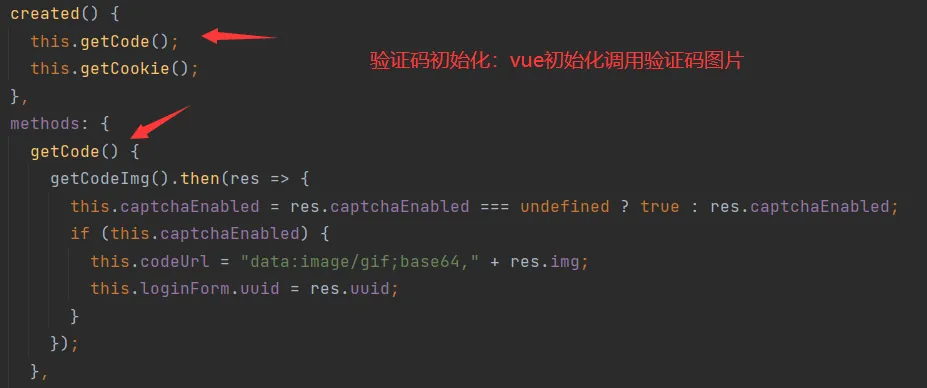 created() {
this.getCode();
this.getCookie();
验证码初始化：vue初始化调用验证码图片
},
methods: {
getCode() {
getCodeImg().then(res => {
this.captchaEnabled = res.captchaEnabled === undefined ? true : res.captchaEnabled;
if (this.captchaEnabled) {
this.codeUrl = "data:image/gif;base64," + res.img;
this.loginForm.uuid = res.uuid;
}
});
},